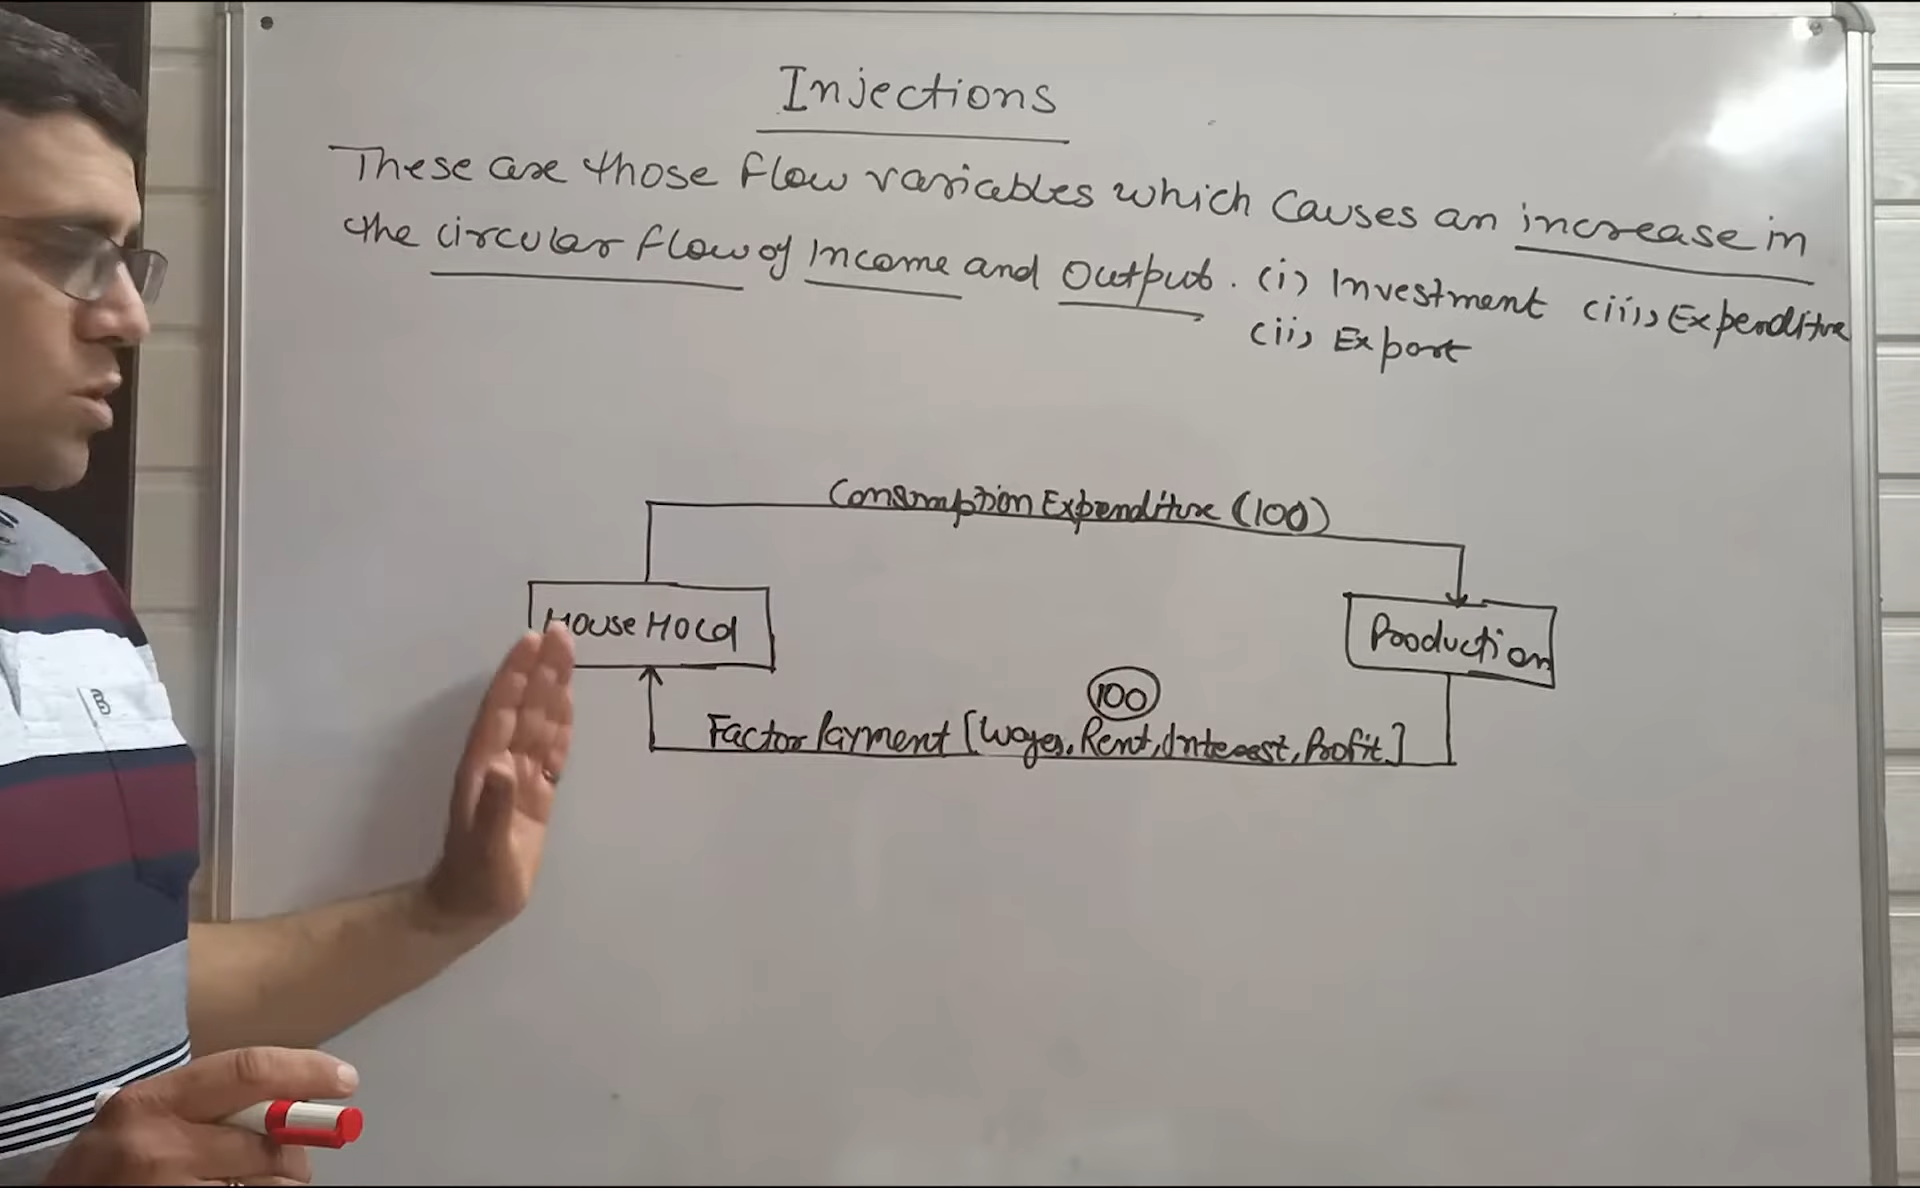 Injections
These are those flow variables which causes an increase in
the circular flow of Income and Output. (i) Investment (iii) Expenditure
(ii) Export
Consumption Expenditure (100)
House Hold
Production
100
Factor Payment [Wages, Rent, Interest, Profit]
B